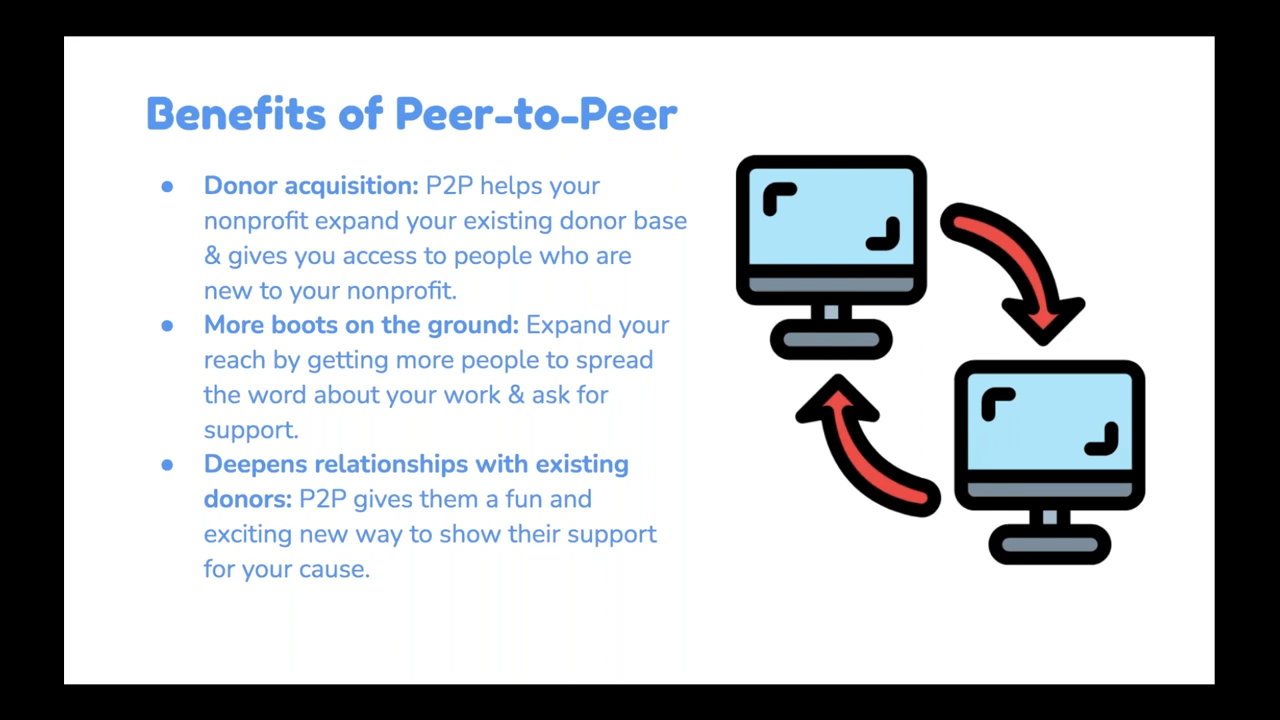 Benefits of Peer-to-Peer
● Donor acquisition: P2P helps your
nonprofit expand your existing donor base
& gives you access to people who are
new to your nonprofit.
● More boots on the ground: Expand your
reach by getting more people to spread
the word about your work & ask for
support.
● Deepens relationships with existing
donors: P2P gives them a fun and
exciting new way to show their support
for your cause.